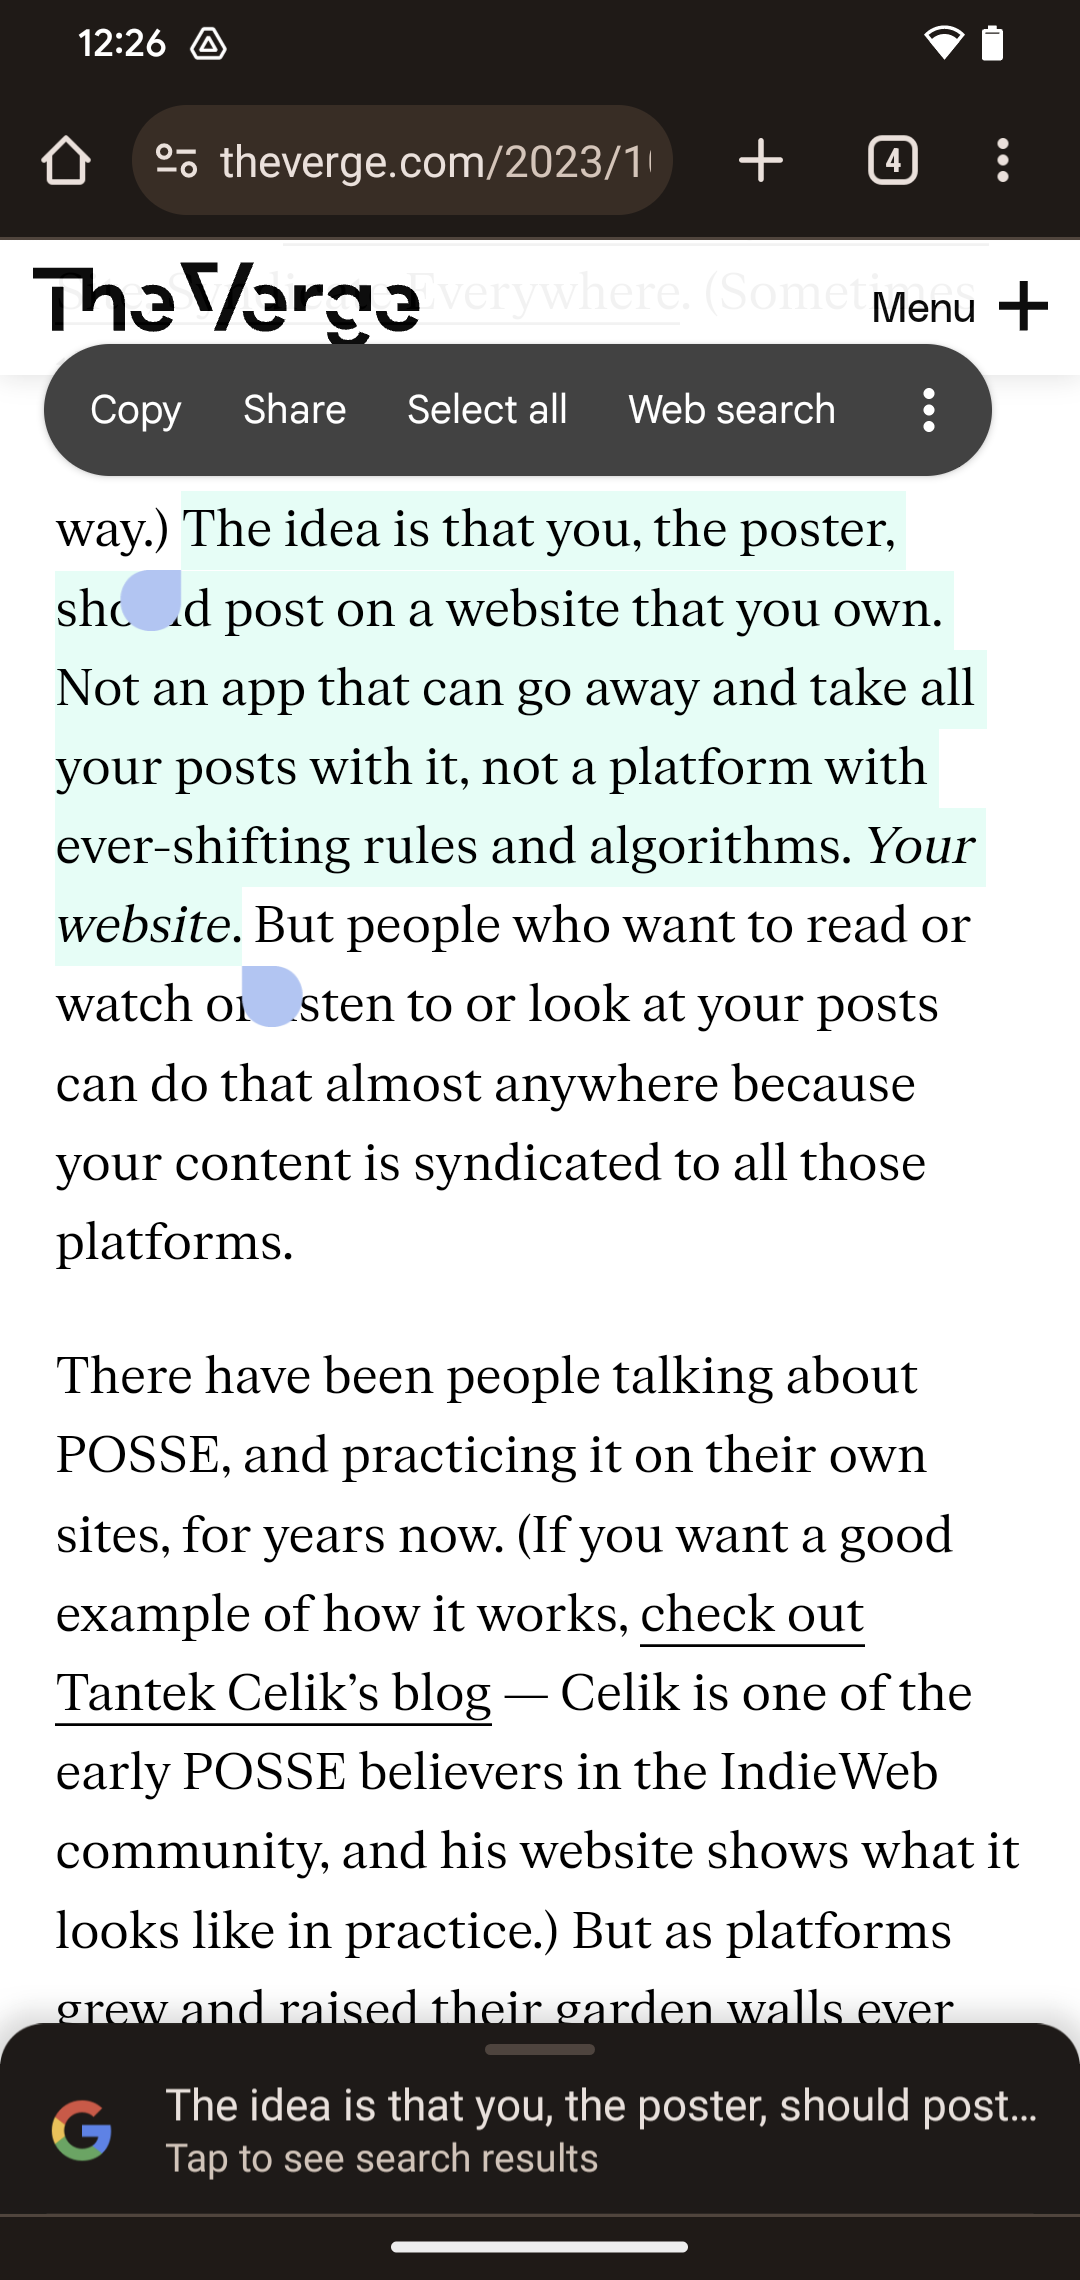 12:26
theverge.com/2023/1
4
Site, Syndicate Everywhere. (Sometimes
The Verge
Menu
Copy Share Select all Web search
way.) The idea is that you, the poster,
should post on a website that you own.
Not an app that can go away and take all
your posts with it, not a platform with
ever-shifting rules and algorithms. Your
website. But people who want to read or
watch or listen to or look at your posts
can do that almost anywhere because
your content is syndicated to all those
platforms.
There have been people talking about
POSSE, and practicing it on their own
sites, for years now. (If you want a good
example of how it works, check out
Tantek Celik’s blog — Celik is one of the
early POSSE believers in the IndieWeb
community, and his website shows what it
looks like in practice.) But as platforms
grew and raised their garden walls ever
The idea is that you, the poster, should post...
Tap to see search results